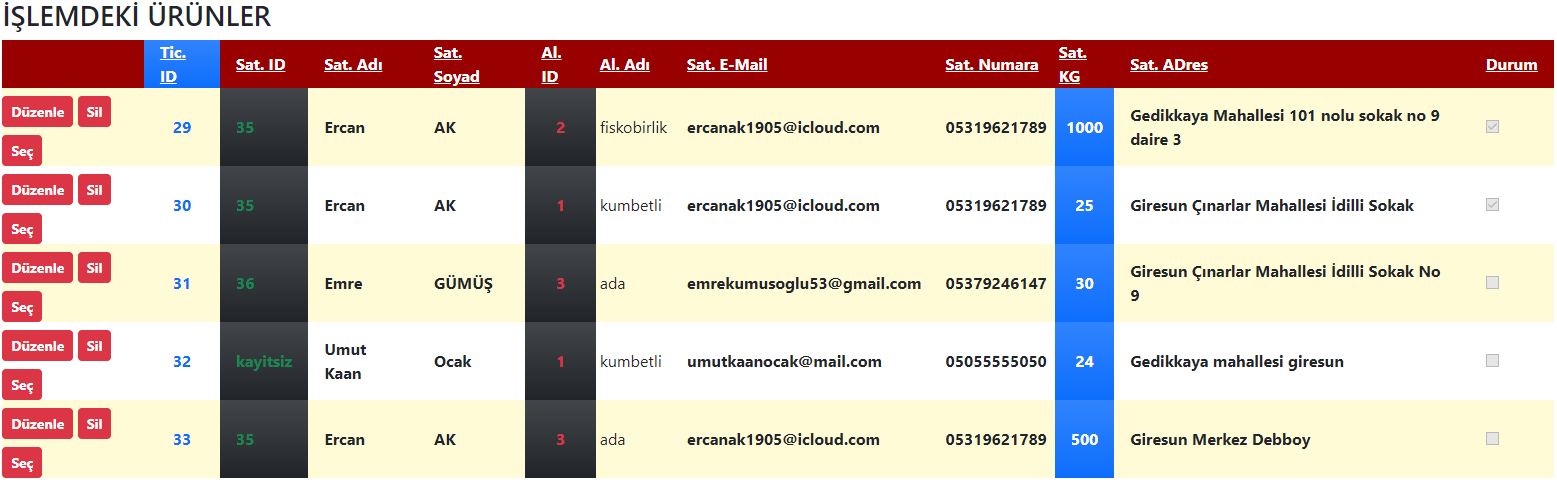 İŞLEMDEKİ ÜRÜNLER
Tic. ID Sat. ID Sat. Adı Sat. Soyad Al. ID Al. Adı Sat. E-Mail Sat. Numara Sat. KG Sat. ADres Durum
Düzenle Sil Seç 29 35 Ercan AK 2 fiskobirlik ercanak1905@icloud.com 05319621789 1000 Gedikkaya Mahallesi 101 nolu sokak no 9 daire 3
Düzenle Sil Seç 30 35 Ercan AK 1 kumbetli ercanak1905@icloud.com 05319621789 25 Giresun Çınarlar Mahallesi İdilli Sokak
Düzenle Sil Seç 31 36 Emre GÜMÜŞ 3 ada emrekumusoglu53@gmail.com 05379246147 30 Giresun Çınarlar Mahallesi İdilli Sokak No 9
Düzenle Sil Seç 32 kayitsiz Umut Kaan Ocak 1 kumbetli umutkaanocak@mail.com 05055555050 24 Gedikkaya mahallesi giresun
Düzenle Sil Seç 33 35 Ercan AK 3 ada ercanak1905@icloud.com 05319621789 500 Giresun Merkez Debboy